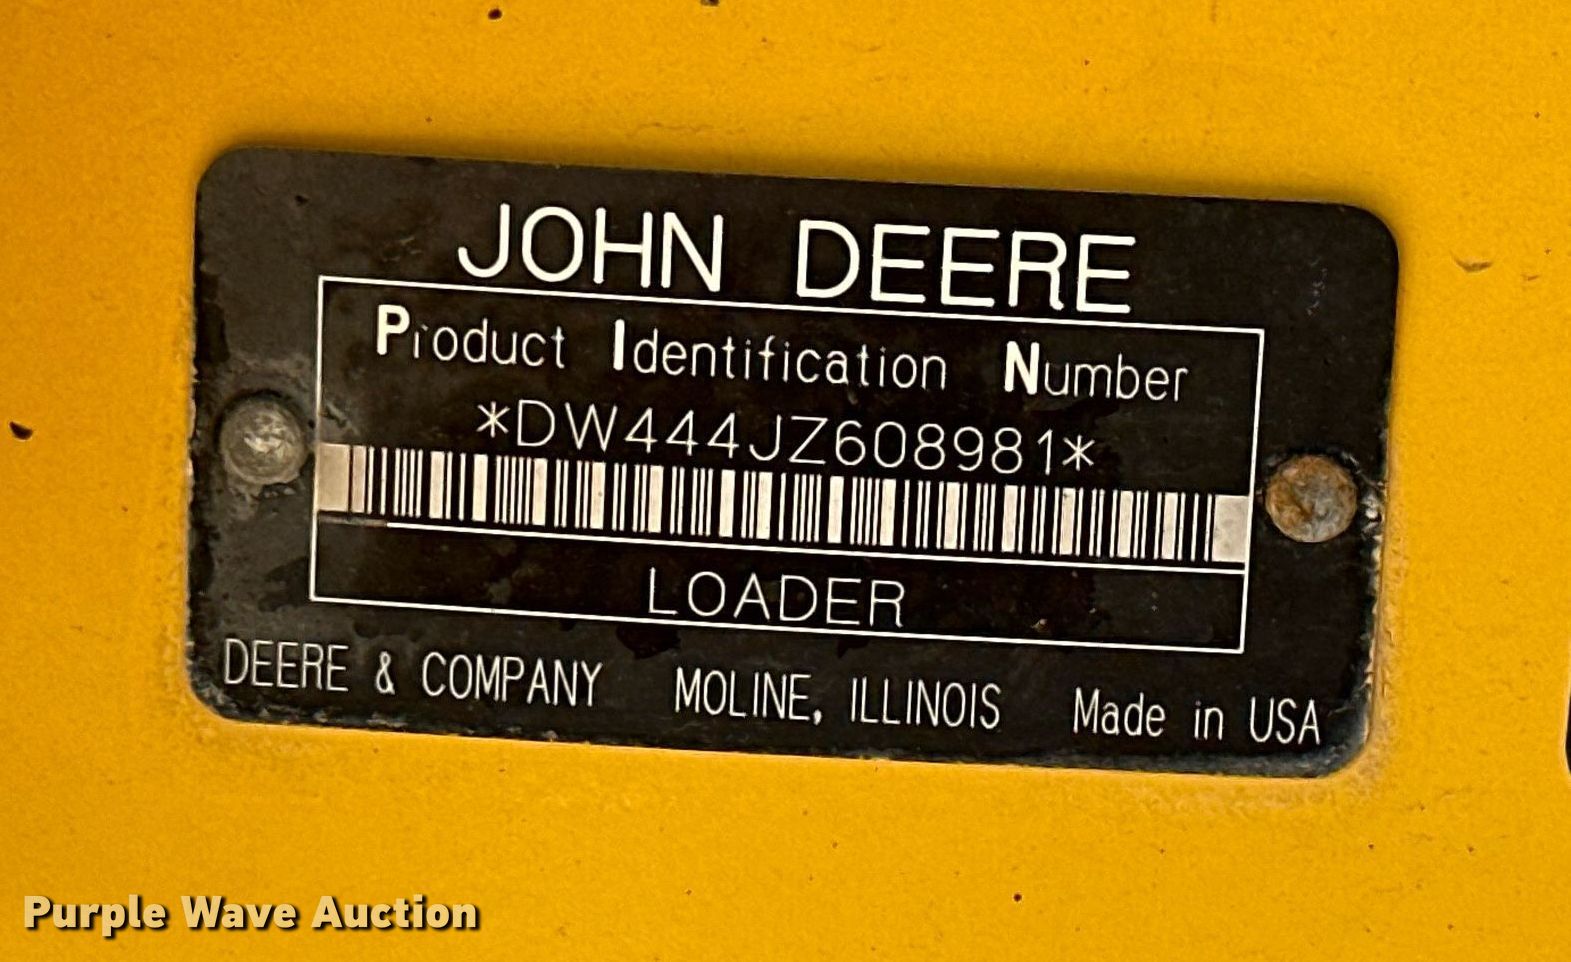 JOHN DEERE
Product Identification Number
*DW444JZ608981*
LOADER
DEERE & COMPANY MOLINE, ILLINOIS Made in USA
Purple Wave Auction